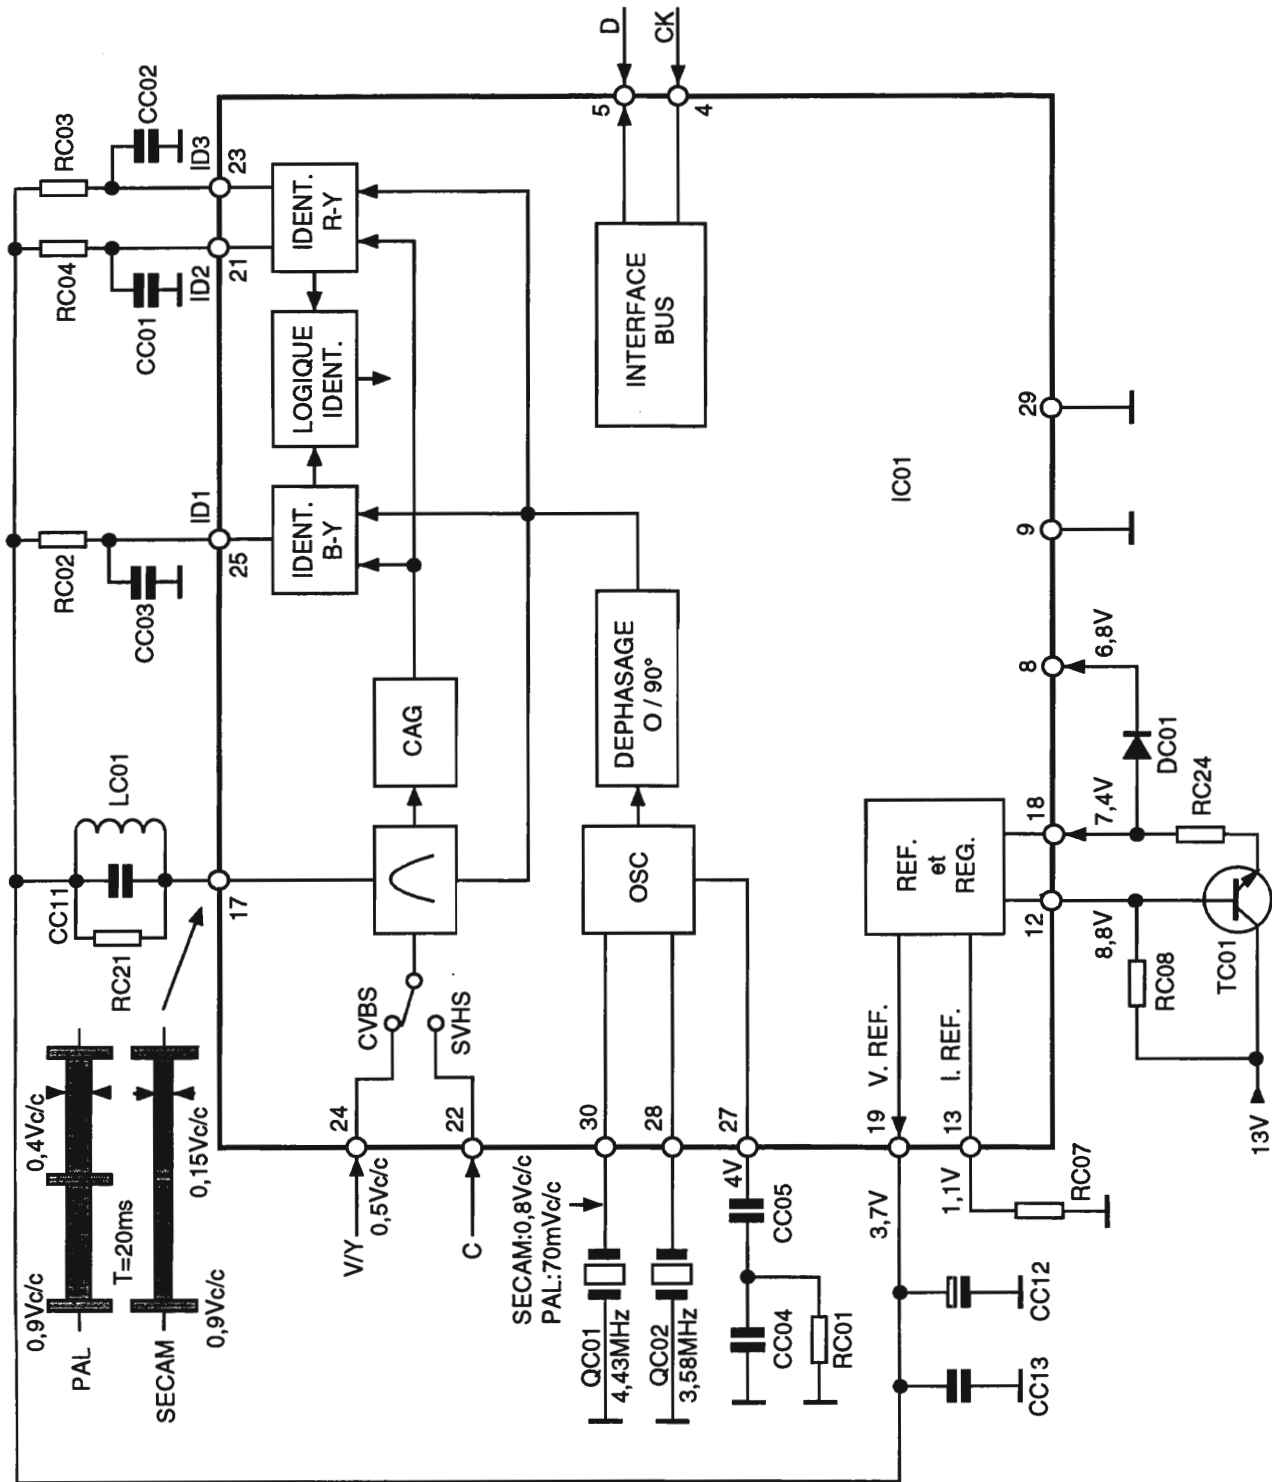 0,9Vc/c
0,4Vc/c
PAL
T=20ms
SECAM
0,9Vc/c
0,15Vc/c
RC21
CC11
LC01
17
RC02
CC03
25
ID1
RC04
CC01
21
ID2
RC03
CC02
23
ID3
V/Y
0,5Vc/c
24
CVBS
C
22
SVHS
CAG
IDENT.
B-Y
LOGIQUE
IDENT.
IDENT.
R-Y
SECAM:0,8Vc/c
PAL:70mVc/c
QC01
4,43MHz
30
QC02
3,58MHz
28
OSC
DEPHASAGE
O / 90°
INTERFACE
BUS
5
D
4
CK
CC04
RC01
CC05
4V
27
IC01
3,7V
19
V. REF.
1,1V
13
I. REF.
REF.
et
REG.
RC07
CC12
CC13
12
8,8V
18
7,4V
8
6,8V
9
29
RC08
TC01
RC24
DC01
13V